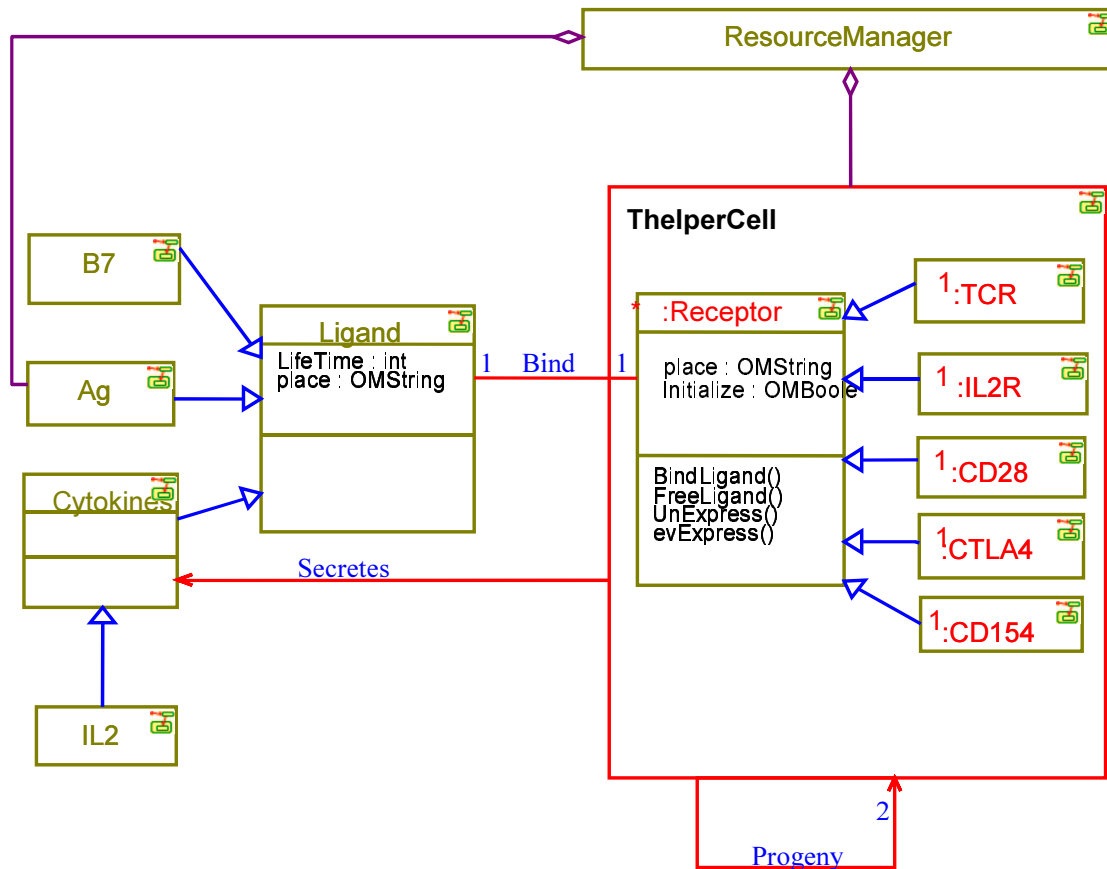 ResourceManager
ThelperCell
B7
Ligand
LifeTime : int
place : OMString
Ag
Cytokines
IL2
1 Bind 1
Secretes
* :Receptor
place : OMString
Initialize : OMBoole
BindLigand()
FreeLigand()
UnExpress()
evExpress()
1:TCR
1:IL2R
1:CD28
1:CTLA4
1:CD154
2
Progeny